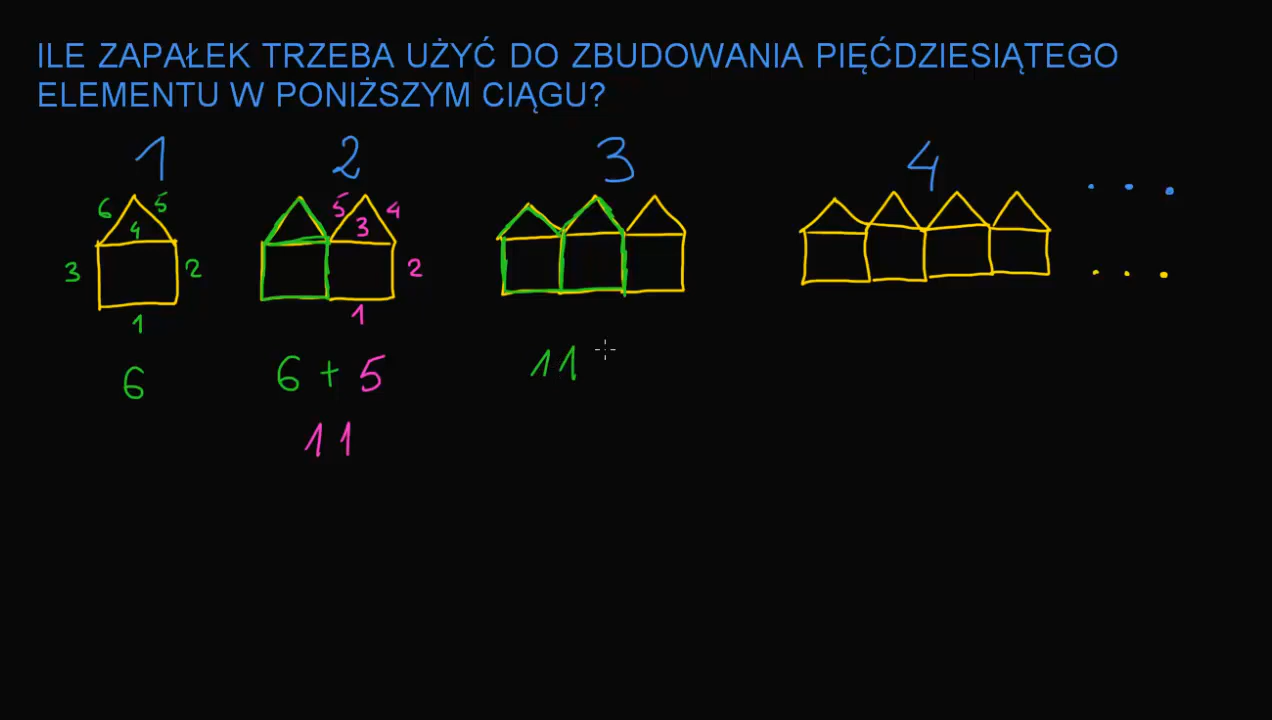 ILE ZAPAŁEK TRZEBA UŻYĆ DO ZBUDOWANIA PIĘĆDZIESIĄTEGO
ELEMENTU W PONIŻSZYM CIĄGU?
1 2 3 4 ...
6 5 5 4
4 3
3 2 2
1 1
6 6 + 5 11
11